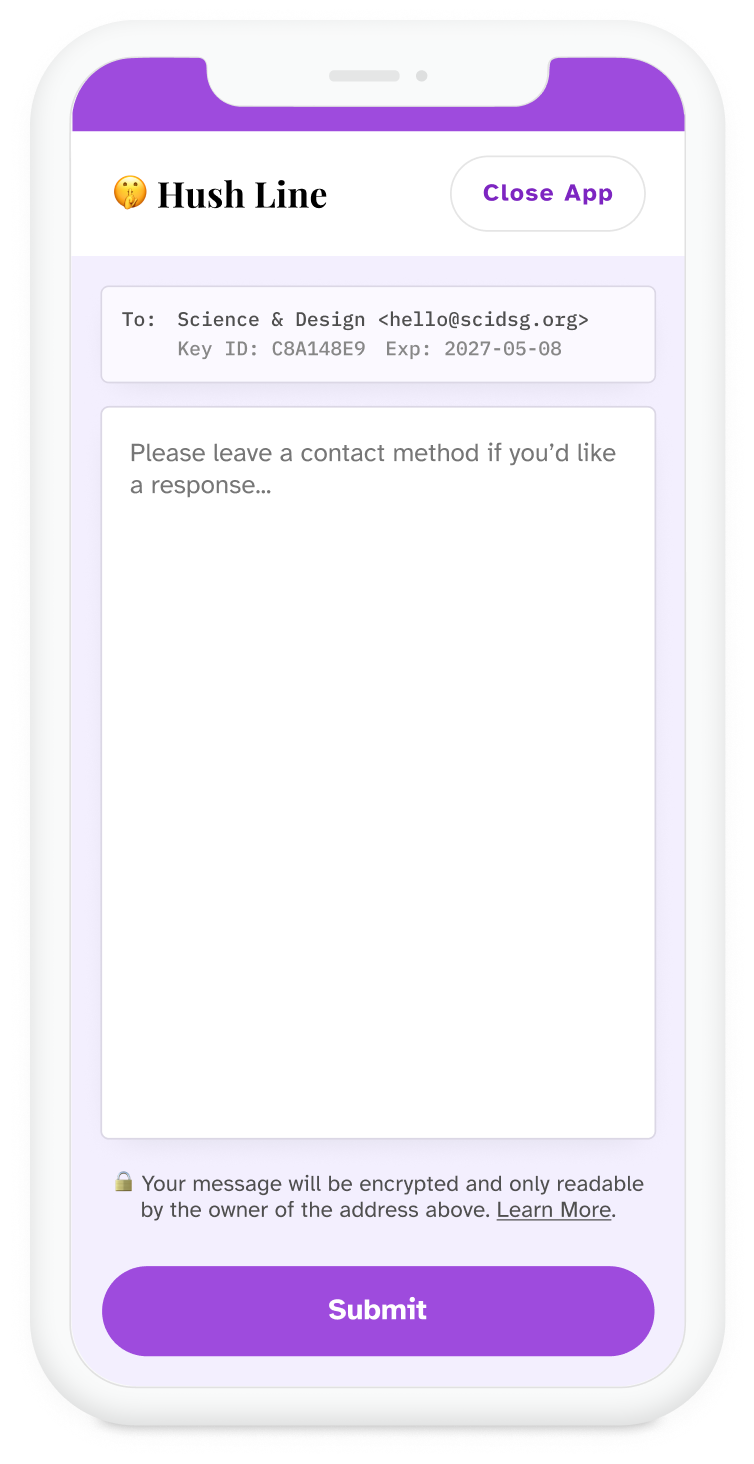 🤫 Hush Line
Close App
To: Science & Design <hello@scidsg.org>
Key ID: C8A148E9 Exp: 2027-05-08
Please leave a contact method if you’d like
a response...
🔒 Your message will be encrypted and only readable
by the owner of the address above. Learn More.
Submit